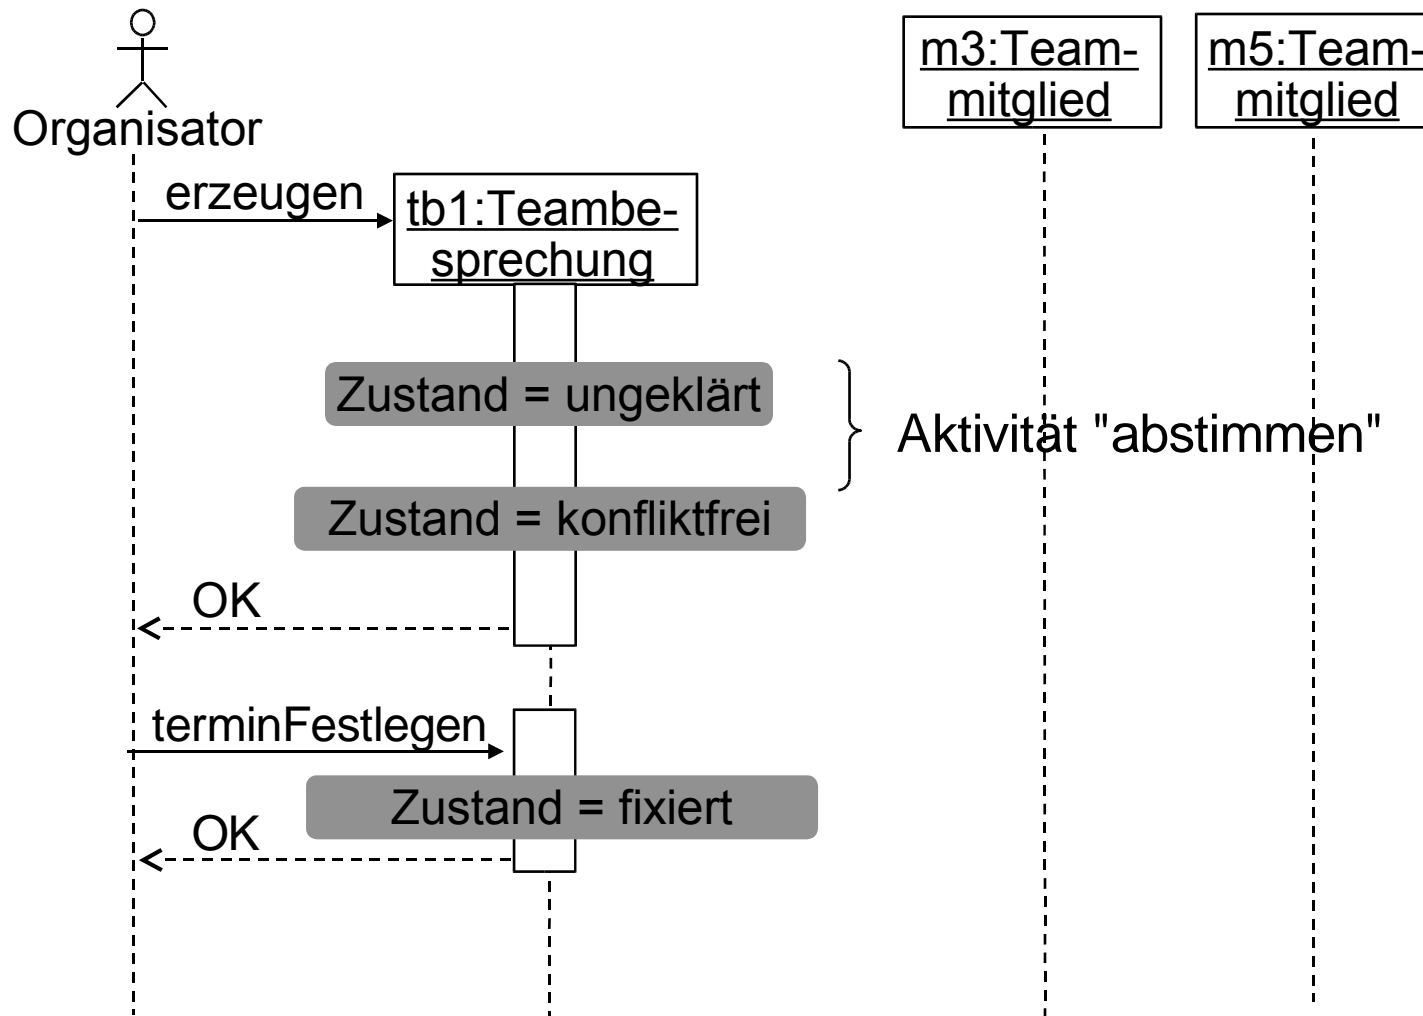 m3:Team-
mitglied
m5:Team-
mitglied
Organisator
erzeugen
tb1:Teambe-
sprechung
Zustand = ungeklärt
Aktivität "abstimmen"
Zustand = konfliktfrei
OK
terminFestlegen
Zustand = fixiert
OK